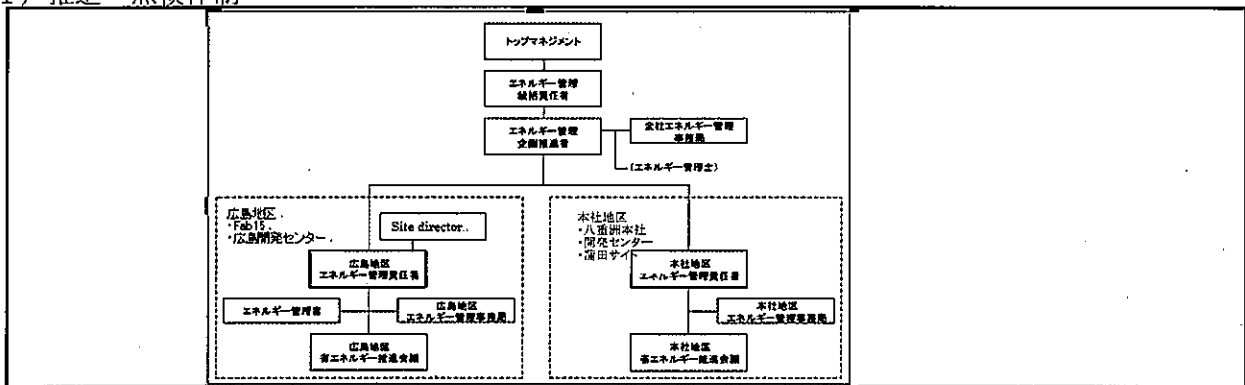 トップマネジメント
エネルギー管理
統括責任者
エネルギー管理
企画推進者
全社エネルギー管理
事務局
(エネルギー管理士)
広島地区
・Fab15
・広島開発センター
Site director
広島地区
エネルギー管理責任者
エネルギー管理者
広島地区
エネルギー管理事務局
広島地区
省エネルギー推進会議
本社地区
・八重洲本社
・開発センター
・蒲田サイト
本社地区
エネルギー管理責任者
本社地区
エネルギー管理事務局
本社地区
省エネルギー推進会議